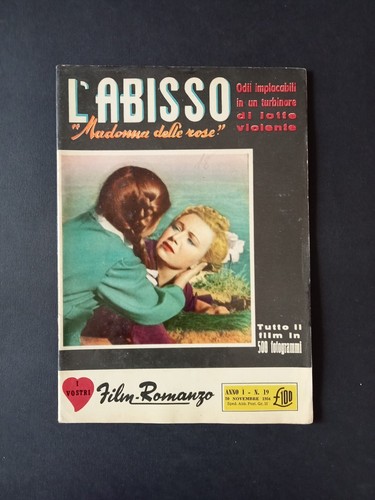 L'ABISSO
"Madonna delle rose"
Odii implacabili
in un turbinare
di lotte
violente
Tutto il
film in
500 fotogrammi
I
VOSTRI
Film-Romanzo
ANNO I - N. 19
£100